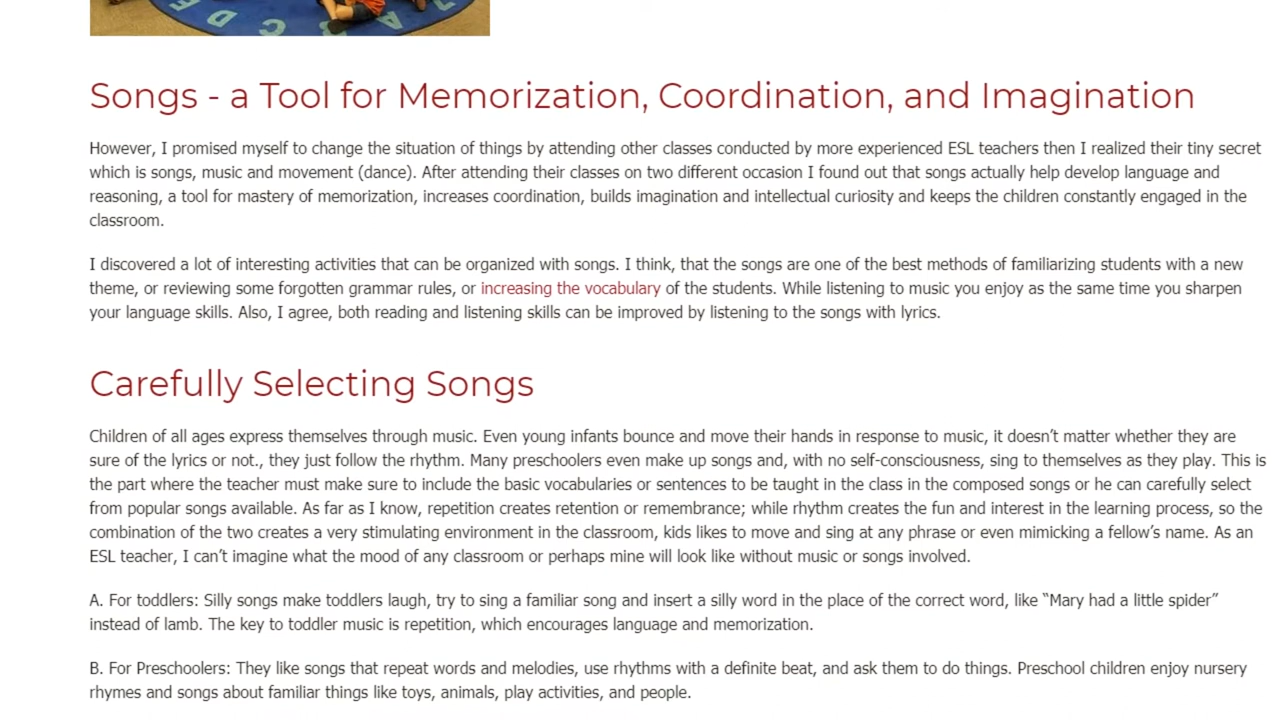 Songs - a Tool for Memorization, Coordination, and Imagination
However, I promised myself to change the situation of things by attending other classes conducted by more experienced ESL teachers then I realized their tiny secret
which is songs, music and movement (dance). After attending their classes on two different occasion I found out that songs actually help develop language and
reasoning, a tool for mastery of memorization, increases coordination, builds imagination and intellectual curiosity and keeps the children constantly engaged in the
classroom.
I discovered a lot of interesting activities that can be organized with songs. I think, that the songs are one of the best methods of familiarizing students with a new
theme, or reviewing some forgotten grammar rules, or increasing the vocabulary of the students. While listening to music you enjoy as the same time you sharpen
your language skills. Also, I agree, both reading and listening skills can be improved by listening to the songs with lyrics.
Carefully Selecting Songs
Children of all ages express themselves through music. Even young infants bounce and move their hands in response to music, it doesn’t matter whether they are
sure of the lyrics or not., they just follow the rhythm. Many preschoolers even make up songs and, with no self-consciousness, sing to themselves as they play. This is
the part where the teacher must make sure to include the basic vocabularies or sentences to be taught in the class in the composed songs or he can carefully select
from popular songs available. As far as I know, repetition creates retention or remembrance; while rhythm creates the fun and interest in the learning process, so the
combination of the two creates a very stimulating environment in the classroom, kids likes to move and sing at any phrase or even mimicking a fellow’s name. As an
ESL teacher, I can’t imagine what the mood of any classroom or perhaps mine will look like without music or songs involved.
A. For toddlers: Silly songs make toddlers laugh, try to sing a familiar song and insert a silly word in the place of the correct word, like “Mary had a little spider”
instead of lamb. The key to toddler music is repetition, which encourages language and memorization.
B. For Preschoolers: They like songs that repeat words and melodies, use rhythms with a definite beat, and ask them to do things. Preschool children enjoy nursery
rhymes and songs about familiar things like toys, animals, play activities, and people.